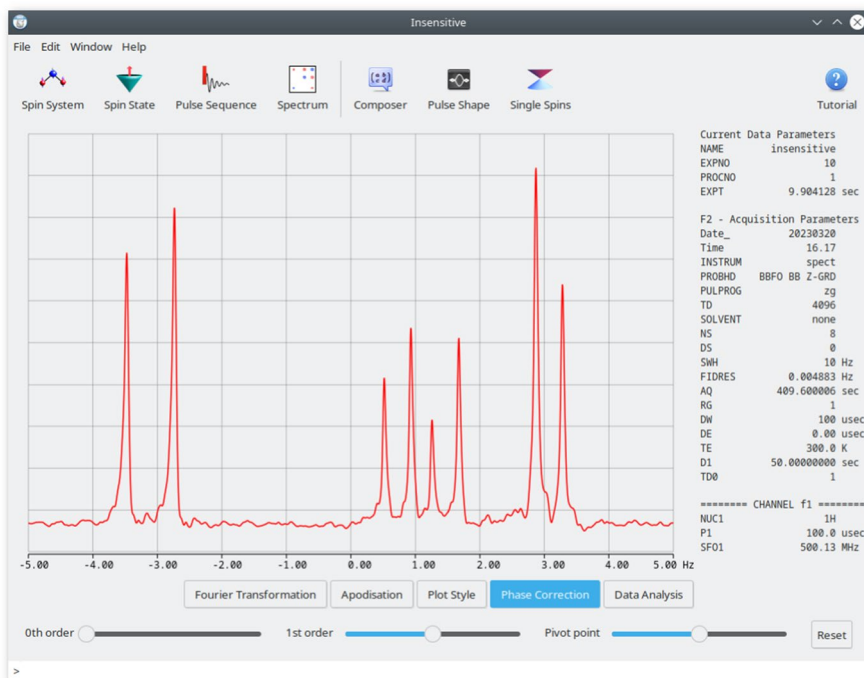 Insensitive
File Edit Window Help
Spin System Spin State Pulse Sequence Spectrum Composer Pulse Shape Single Spins Tutorial
Current Data Parameters
NAME insensitive
EXPNO 10
PROCNO 1
EXPT 9.904128 sec
F2 - Acquisition Parameters
Date_ 20230320
Time 16.17
INSTRUM spect
PROBHD BBFO BB Z-GRD
PULPROG zg
TD 4096
SOLVENT none
NS 8
DS 0
SWH 10 Hz
FIDRES 0.004883 Hz
AQ 409.600006 sec
RG 1
DW 100 usec
DE 0.00 usec
TE 300.0 K
D1 50.00000000 sec
TD0 1
======== CHANNEL f1 ========
NUC1 1H
P1 100.0 usec
SFO1 500.13 MHz
-5.00 -4.00 -3.00 -2.00 -1.00 0.00 1.00 2.00 3.00 4.00 5.00 Hz
Fourier Transformation Apodisation Plot Style Phase Correction Data Analysis
0th order 1st order Pivot point Reset
>